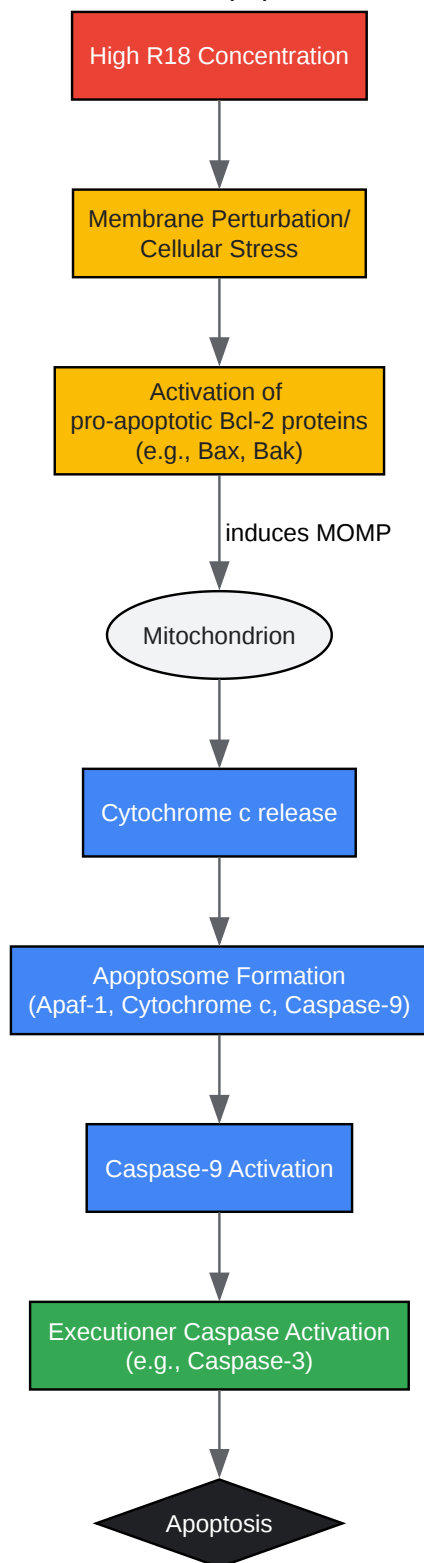 High R18 Concentration
Membrane Perturbation/
Cellular Stress
Activation of
pro-apoptotic Bcl-2 proteins
(e.g., Bax, Bak)
induces MOMP
Mitochondrion
Cytochrome c release
Apoptosome Formation
(Apaf-1, Cytochrome c, Caspase-9)
Caspase-9 Activation
Executioner Caspase Activation
(e.g., Caspase-3)
Apoptosis